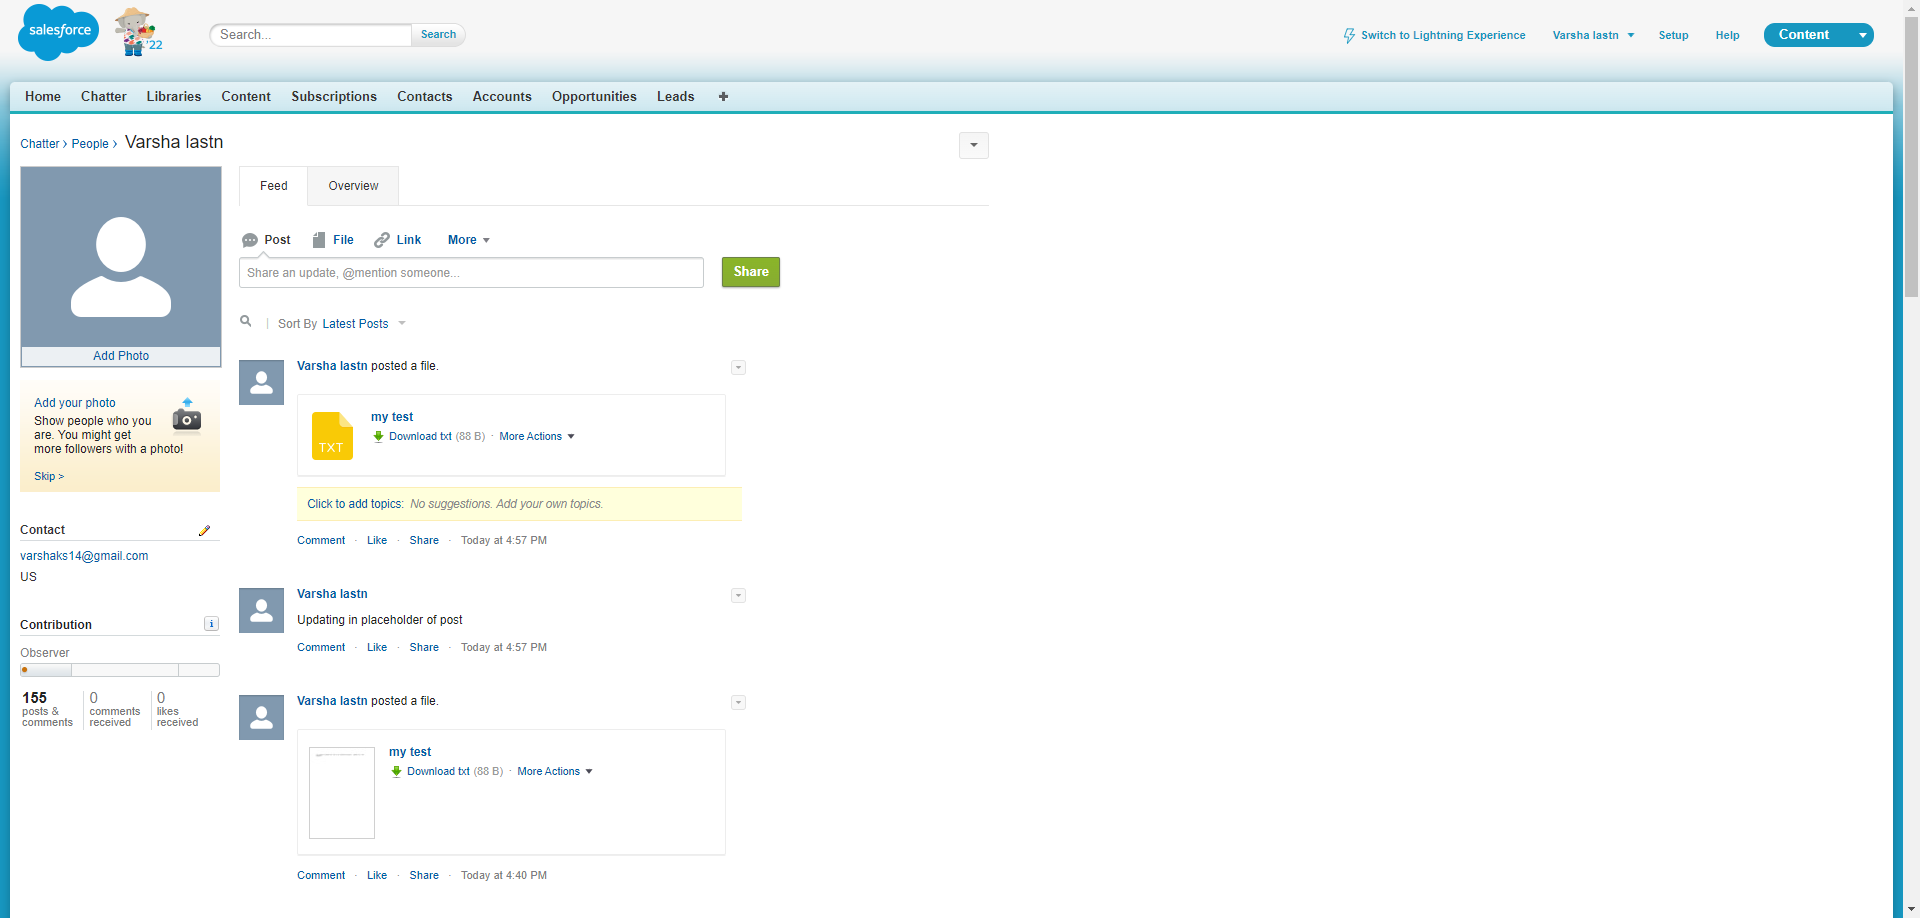 salesforce
'22
Search...
Search
Switch to Lightning Experience
Varsha lastn
Setup
Help
Content
Home
Chatter
Libraries
Content
Subscriptions
Contacts
Accounts
Opportunities
Leads
Chatter › People › Varsha lastn
Add Photo
Add your photo
Show people who you
are. You might get
more followers with a photo!
Skip >
Contact
varshaks14@gmail.com
US
Contribution
i
Observer
155
posts &
comments
0
comments
received
0
likes
received
Feed
Overview
Post
File
Link
More
Share an update, @mention someone...
Share
Sort By Latest Posts
Varsha lastn posted a file.
TXT
my test
Download txt (88 B) · More Actions
Click to add topics: No suggestions. Add your own topics.
Comment · Like · Share · Today at 4:57 PM
Varsha lastn
Updating in placeholder of post
Comment · Like · Share · Today at 4:57 PM
Varsha lastn posted a file.
my test
Download txt (88 B) · More Actions
Comment · Like · Share · Today at 4:40 PM